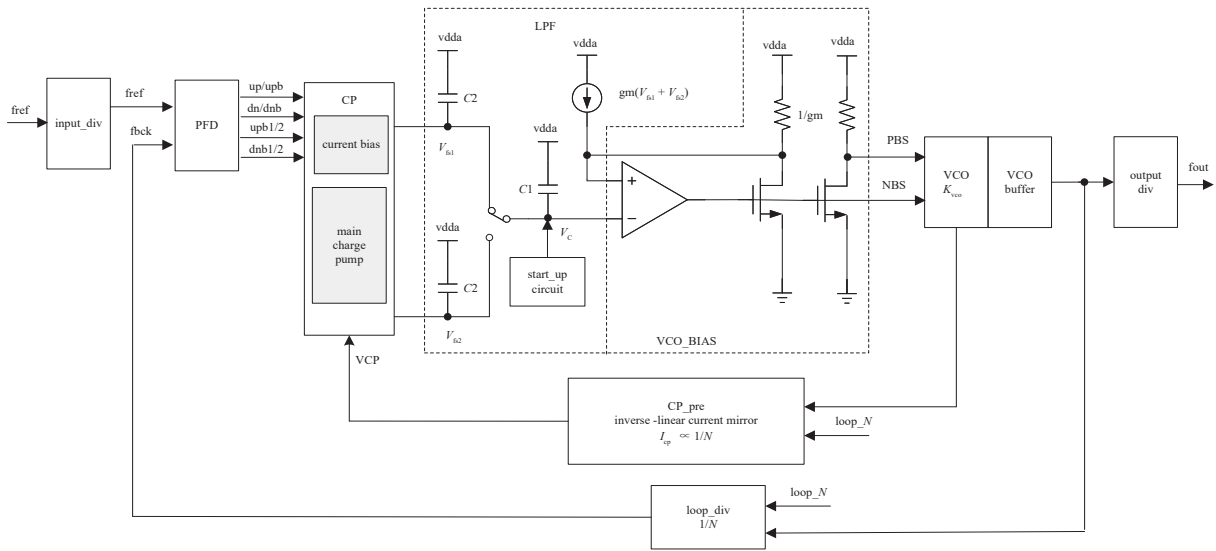 LPF
vdda
vdda
vdda
vdda
C2
gm(Vfs1 + Vfs2)
1/gm
fref
input_div
fref
fbck
PFD
up/upb
dn/dnb
upb1/2
dnb1/2
CP
current bias
main
charge
pump
Vfs1
vdda
C1
VC
start_up
circuit
vdda
C2
Vfs2
+
−
PBS
NBS
VCO
Kvco
VCO
buffer
output
div
fout
VCO_BIAS
VCP
CP_pre
inverse -linear current mirror
Icp ∝ 1/N
loop_N
loop_div
1/N
loop_N